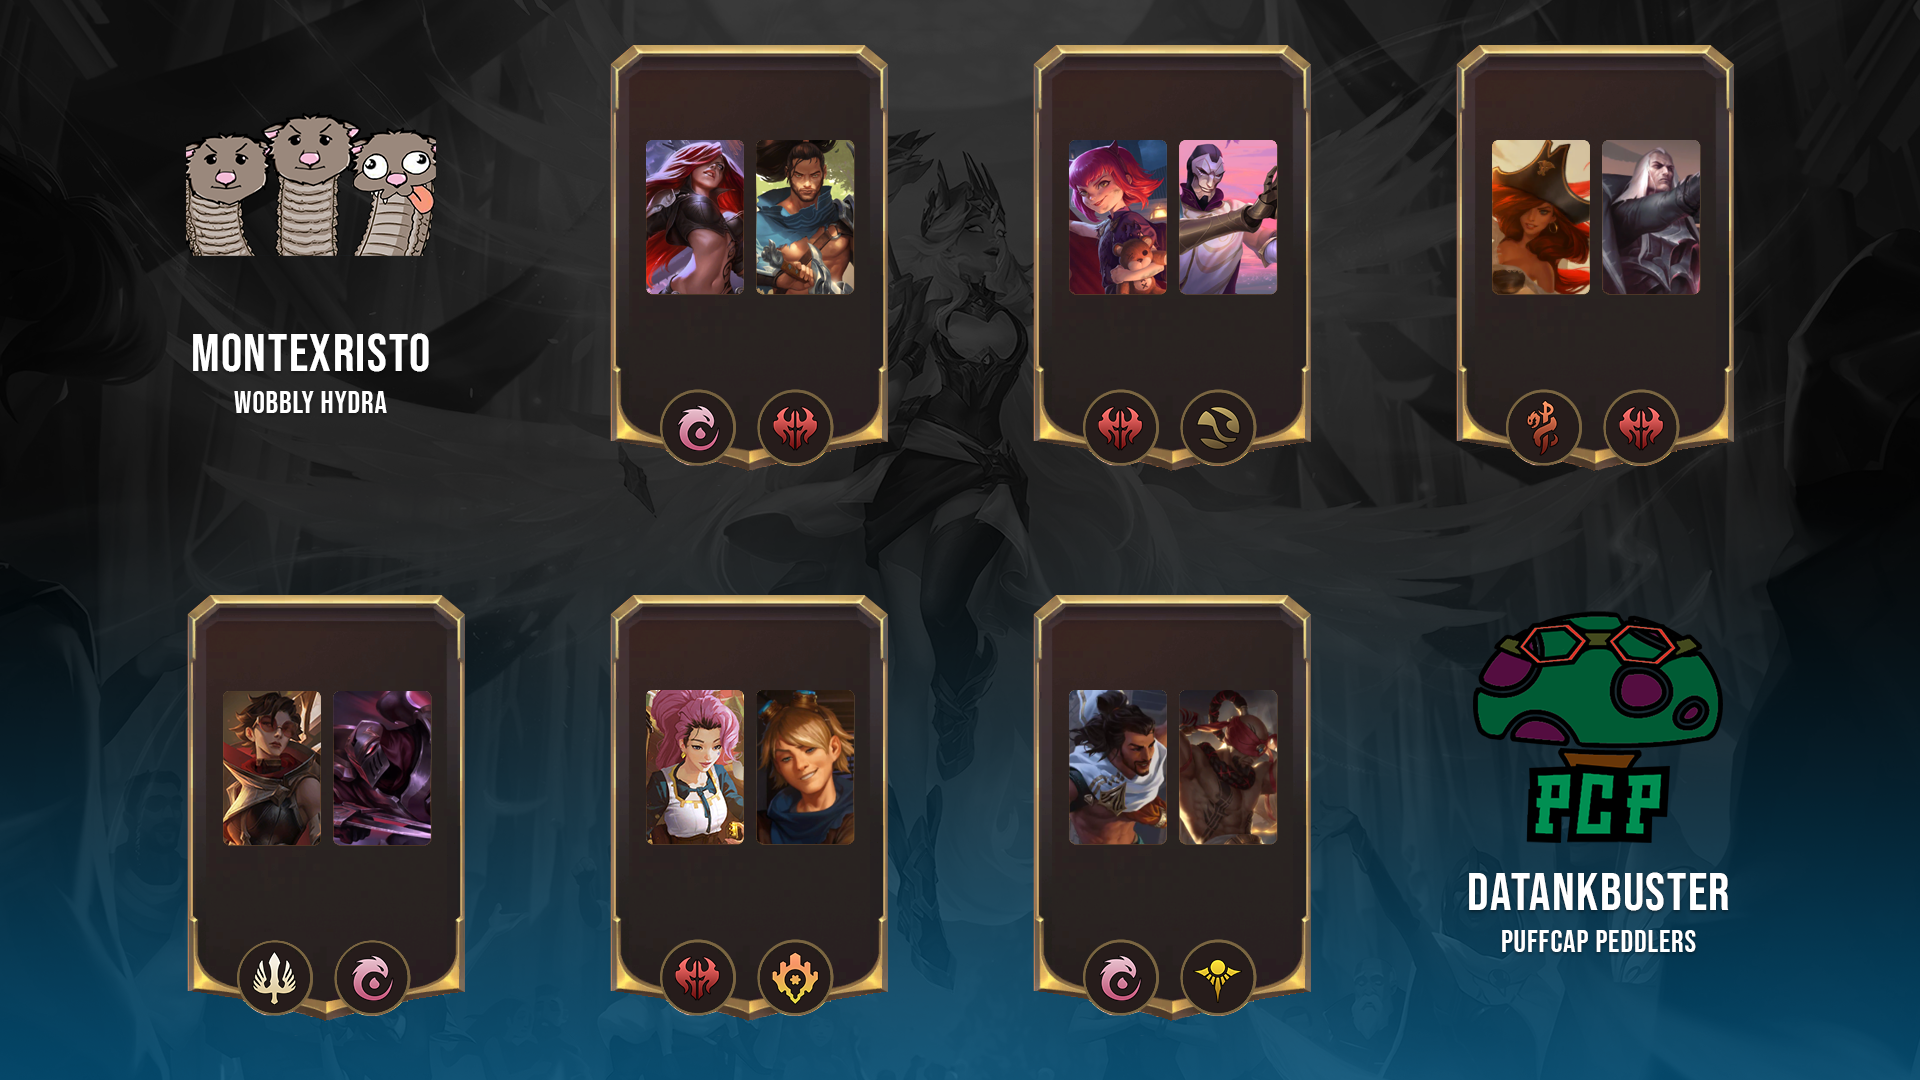 MONTEXRISTO
WOBBLY HYDRA
PCP
DATANKBUSTER
PUFFCAP PEDDLERS